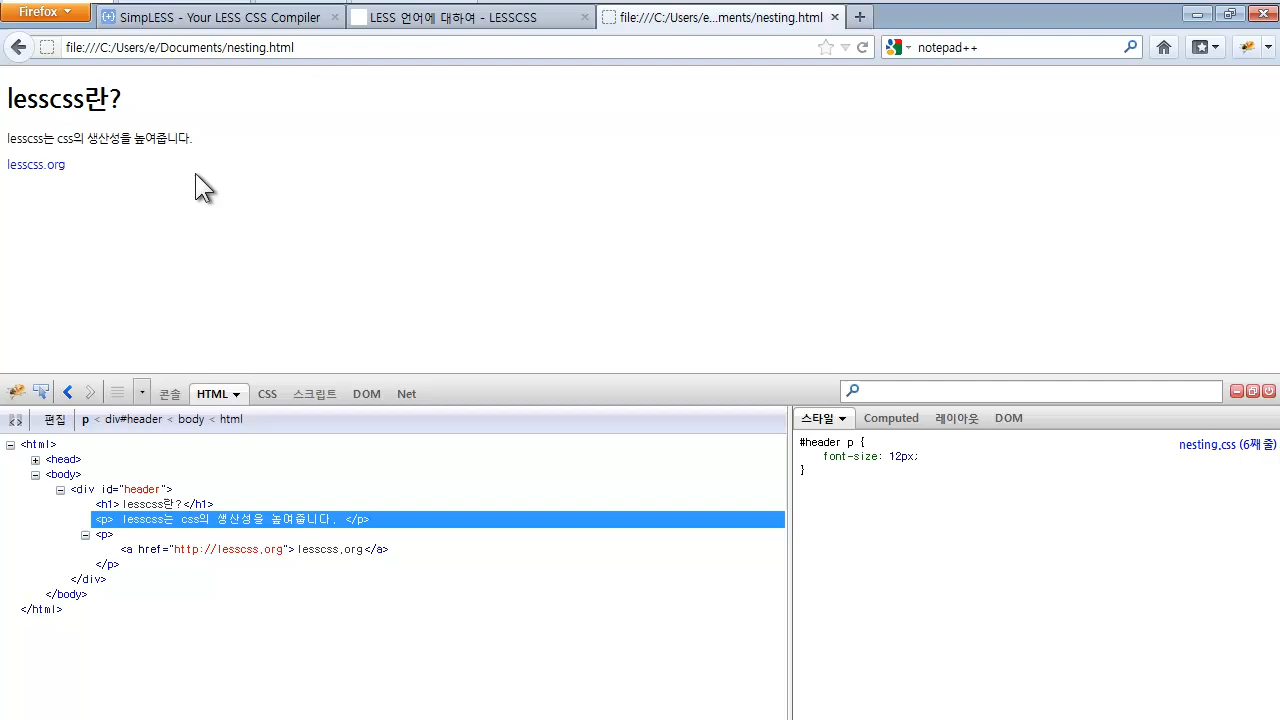 Firefox
SimpLESS - Your LESS CSS Compiler
LESS 언어에 대하여 - LESSCSS
file:///C:/Users/e...ments/nesting.html
file:///C:/Users/e/Documents/nesting.html
notepad++
lesscss란?
lesscss는 css의 생산성을 높여줍니다.
lesscss.org
콘솔 HTML CSS 스크립트 DOM Net
편집 p < div#header < body < html
스타일 Computed 레이아웃 DOM
<html>
<head>
<body>
<div id="header">
<h1>lesscss란?</h1>
<p> lesscss는 css의 생산성을 높여줍니다. </p>
<p>
<a href="http://lesscss.org">lesscss.org</a>
</p>
</div>
</body>
</html>
#header p { nesting.css (6째 줄)
font-size: 12px;
}